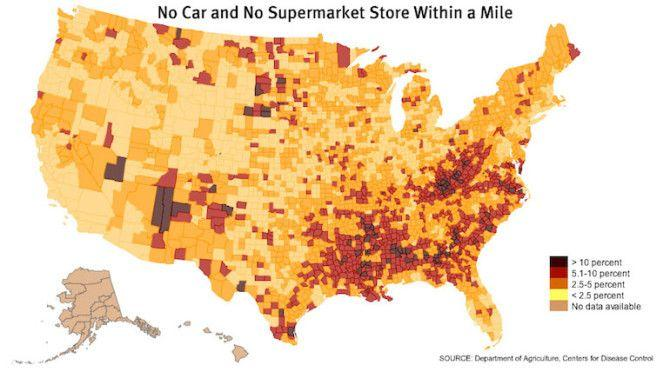 No Car and No Supermarket Store Within a Mile
> 10 percent
5.1-10 percent
2.5-5 percent
< 2.5 percent
No data available
SOURCE: Department of Agriculture, Centers for Disease Control